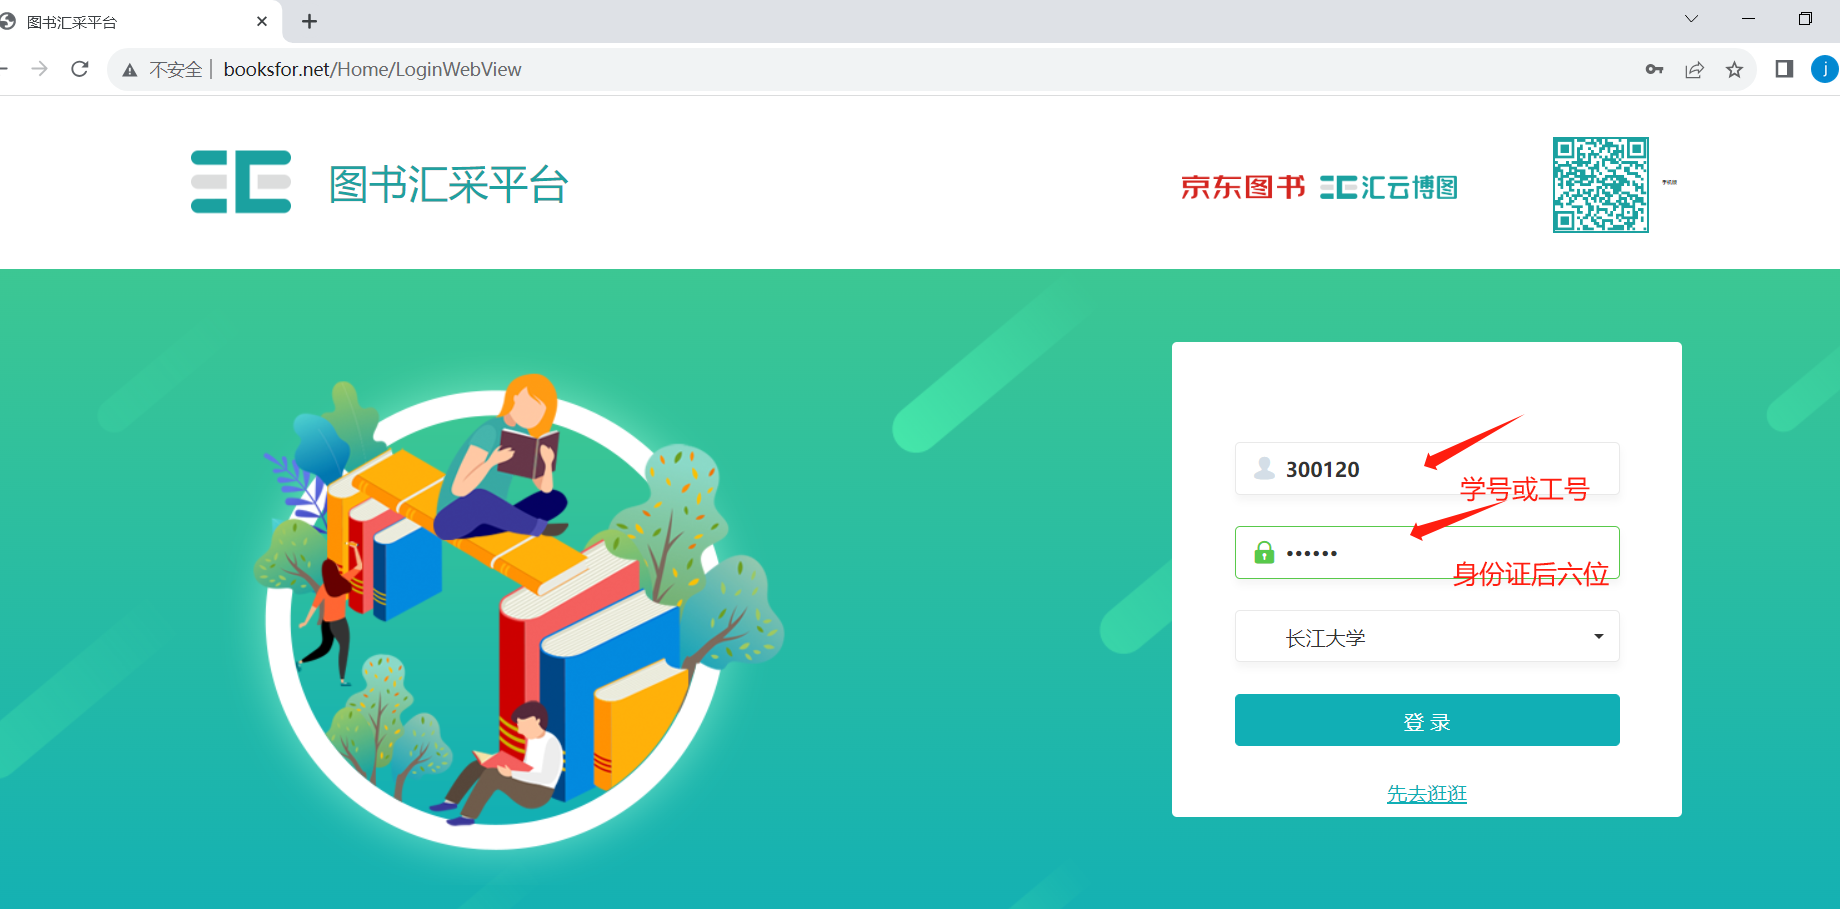 图书汇采平台
不安全 booksfor.net/Home/LoginWebView
j
图书汇采平台
京东图书 汇云博图
300120
学号或工号
••••••
身份证后六位
长江大学
登 录
先去逛逛